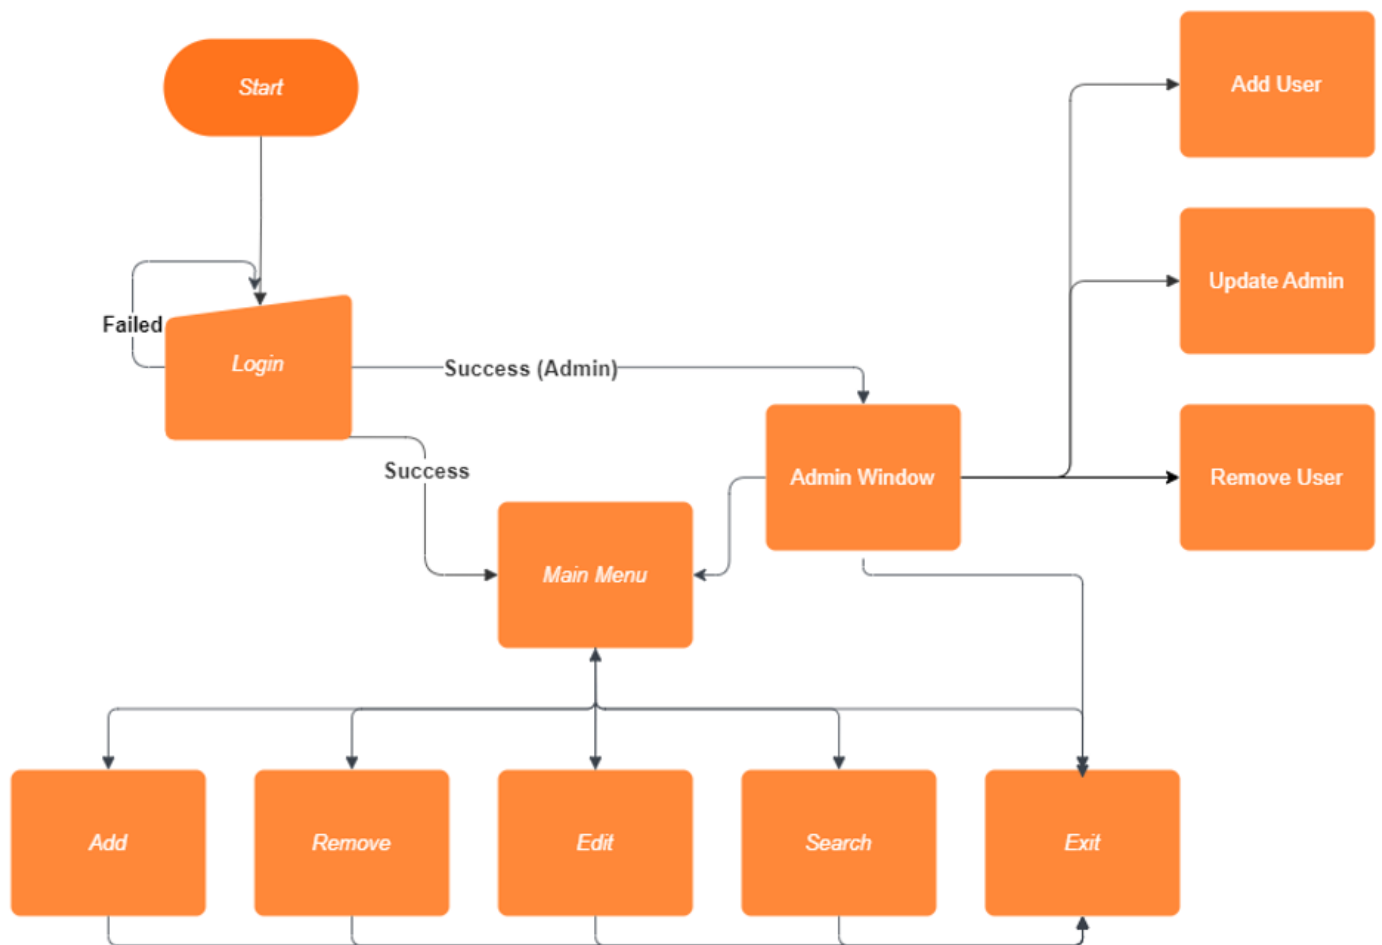 Start
Add User
Update Admin
Failed
Login
Success (Admin)
Success
Admin Window
Remove User
Main Menu
Add
Remove
Edit
Search
Exit